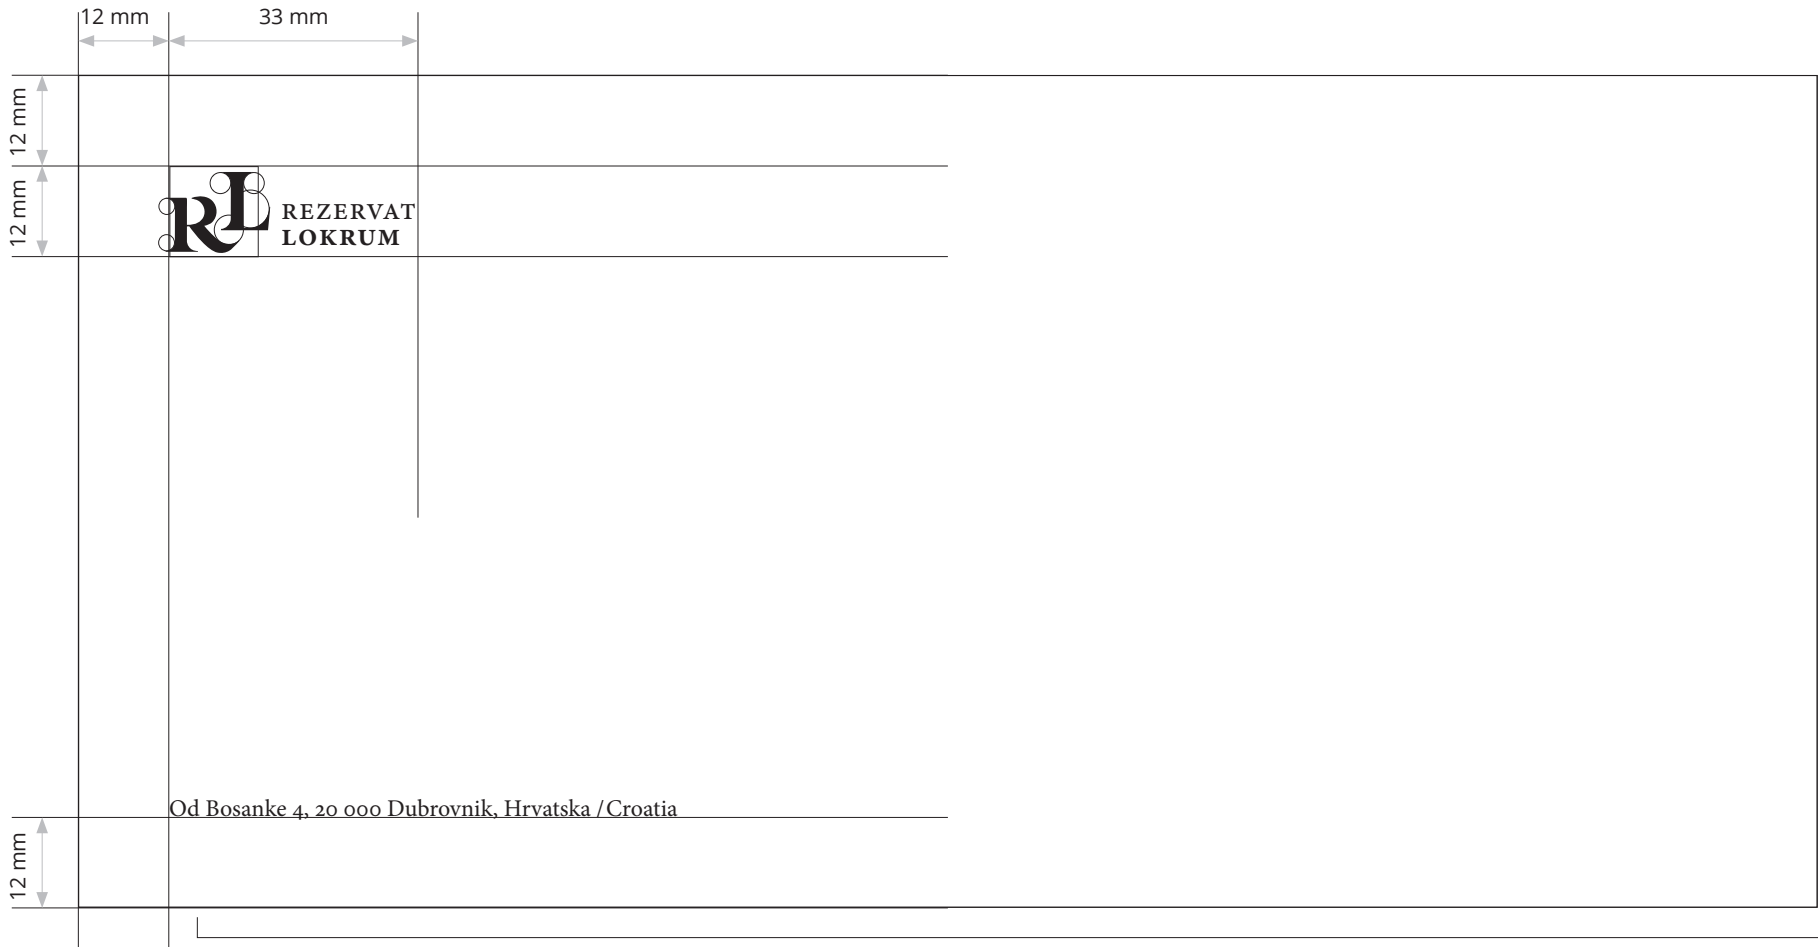 12 mm
33 mm
12 mm
12 mm
RL
REZERVAT
LOKRUM
Od Bosanke 4, 20 000 Dubrovnik, Hrvatska /Croatia
12 mm